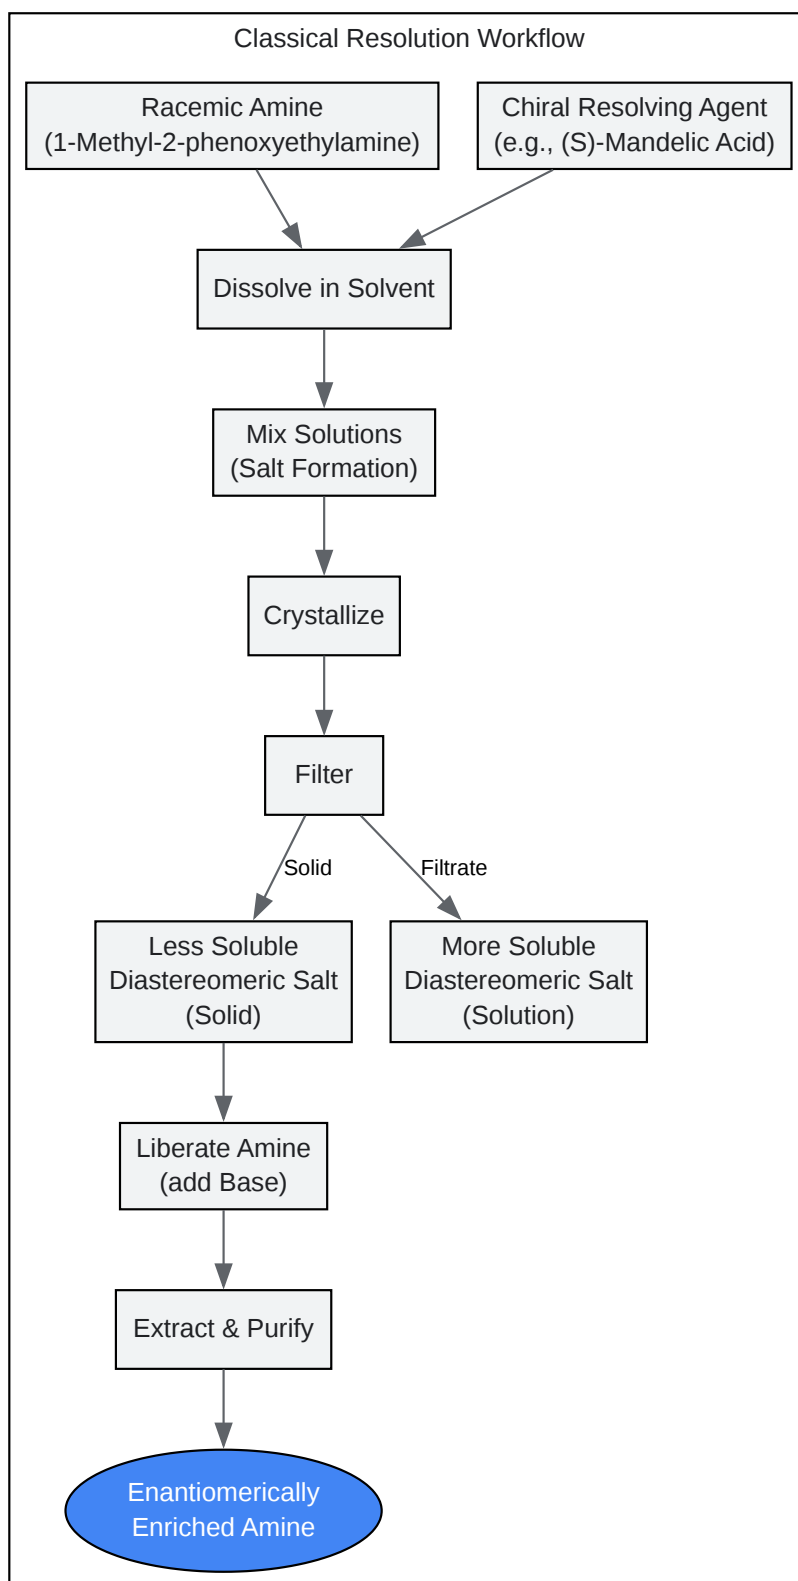 Classical Resolution Workflow
Racemic Amine
(1-Methyl-2-phenoxyethylamine)
Chiral Resolving Agent
(e.g., (S)-Mandelic Acid)
Dissolve in Solvent
Mix Solutions
(Salt Formation)
Crystallize
Filter
Solid
Filtrate
Less Soluble
Diastereomeric Salt
(Solid)
More Soluble
Diastereomeric Salt
(Solution)
Liberate Amine
(add Base)
Extract & Purify
Enantiomerically
Enriched Amine